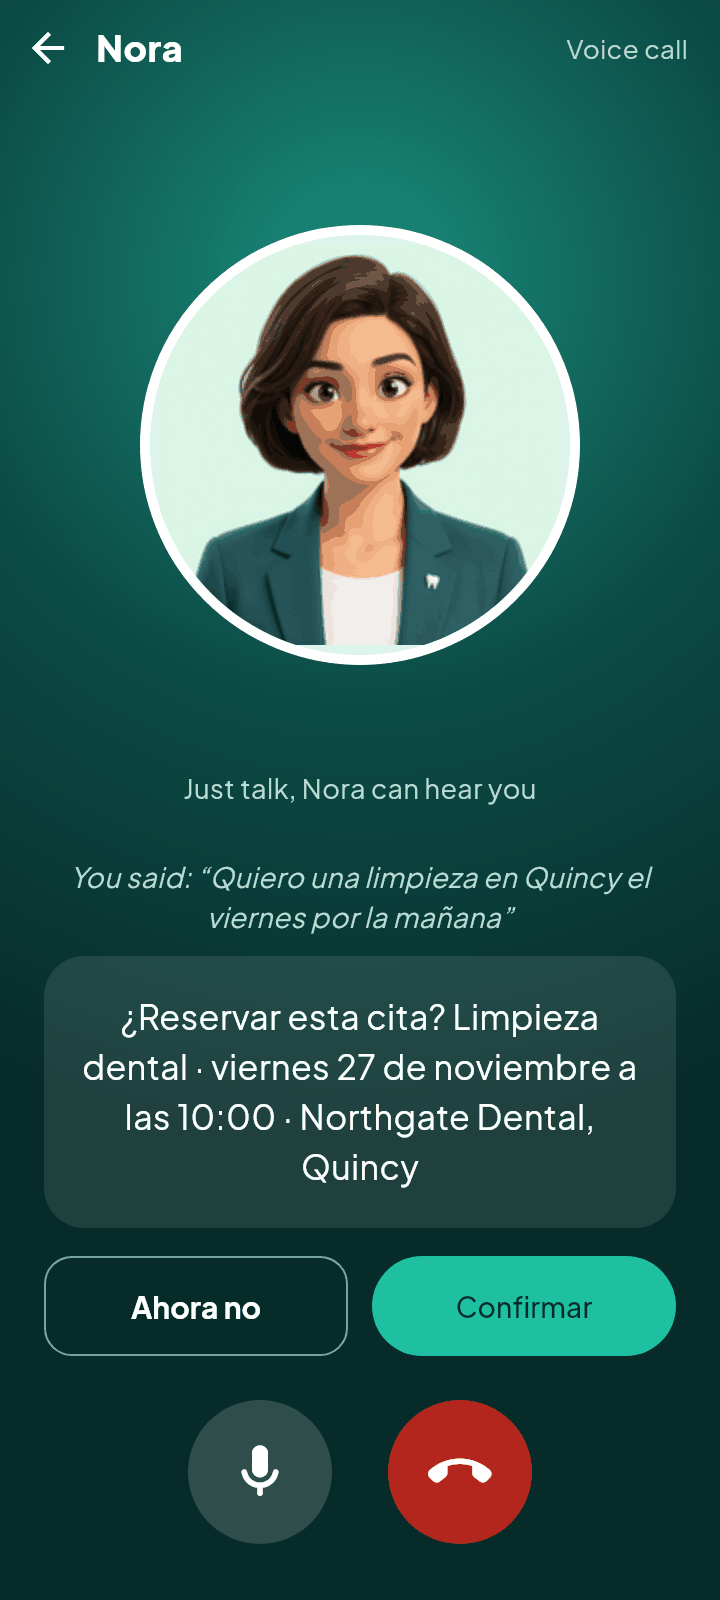 Nora
Voice call
Just talk, Nora can hear you
You said: “Quiero una limpieza en Quincy el
viernes por la mañana”
¿Reservar esta cita? Limpieza
dental · viernes 27 de noviembre a
las 10:00 · Northgate Dental,
Quincy
Ahora no
Confirmar